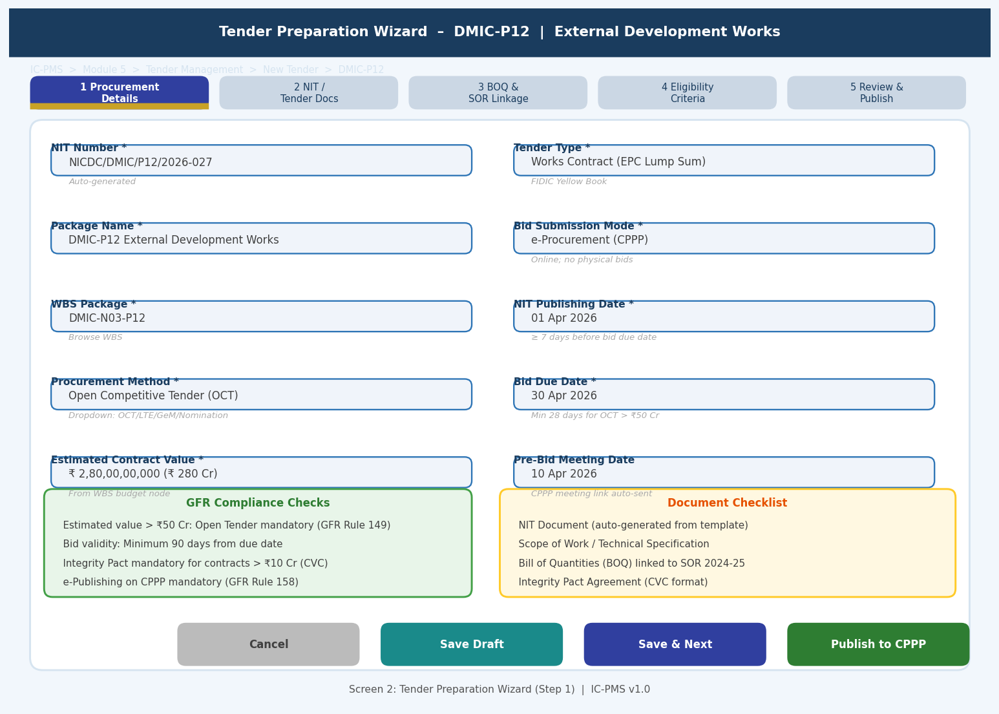 Tender Preparation Wizard – DMIC-P12 | External Development Works
IC-PMS > Module 5 > Tender Management > New Tender > DMIC-P12
1 Procurement
Details
2 NIT /
Tender Docs
3 BOQ &
SOR Linkage
4 Eligibility
Criteria
5 Review &
Publish
NIT Number *
NICDC/DMIC/P12/2026-027
Auto-generated
Tender Type *
Works Contract (EPC Lump Sum)
FIDIC Yellow Book
Package Name *
DMIC-P12 External Development Works
Bid Submission Mode *
e-Procurement (CPPP)
Online; no physical bids
WBS Package *
DMIC-N03-P12
Browse WBS
NIT Publishing Date *
01 Apr 2026
≥ 7 days before bid due date
Procurement Method *
Open Competitive Tender (OCT)
Dropdown: OCT/LTE/GeM/Nomination
Bid Due Date *
30 Apr 2026
Min 28 days for OCT > ₹50 Cr
Estimated Contract Value *
₹ 2,80,00,00,000 (₹ 280 Cr)
From WBS budget node
Pre-Bid Meeting Date
10 Apr 2026
CPPP meeting link auto-sent
GFR Compliance Checks
Estimated value > ₹50 Cr: Open Tender mandatory (GFR Rule 149)
Bid validity: Minimum 90 days from due date
Integrity Pact mandatory for contracts > ₹10 Cr (CVC)
e-Publishing on CPPP mandatory (GFR Rule 158)
Document Checklist
NIT Document (auto-generated from template)
Scope of Work / Technical Specification
Bill of Quantities (BOQ) linked to SOR 2024-25
Integrity Pact Agreement (CVC format)
Cancel
Save Draft
Save & Next
Publish to CPPP
Screen 2: Tender Preparation Wizard (Step 1) | IC-PMS v1.0